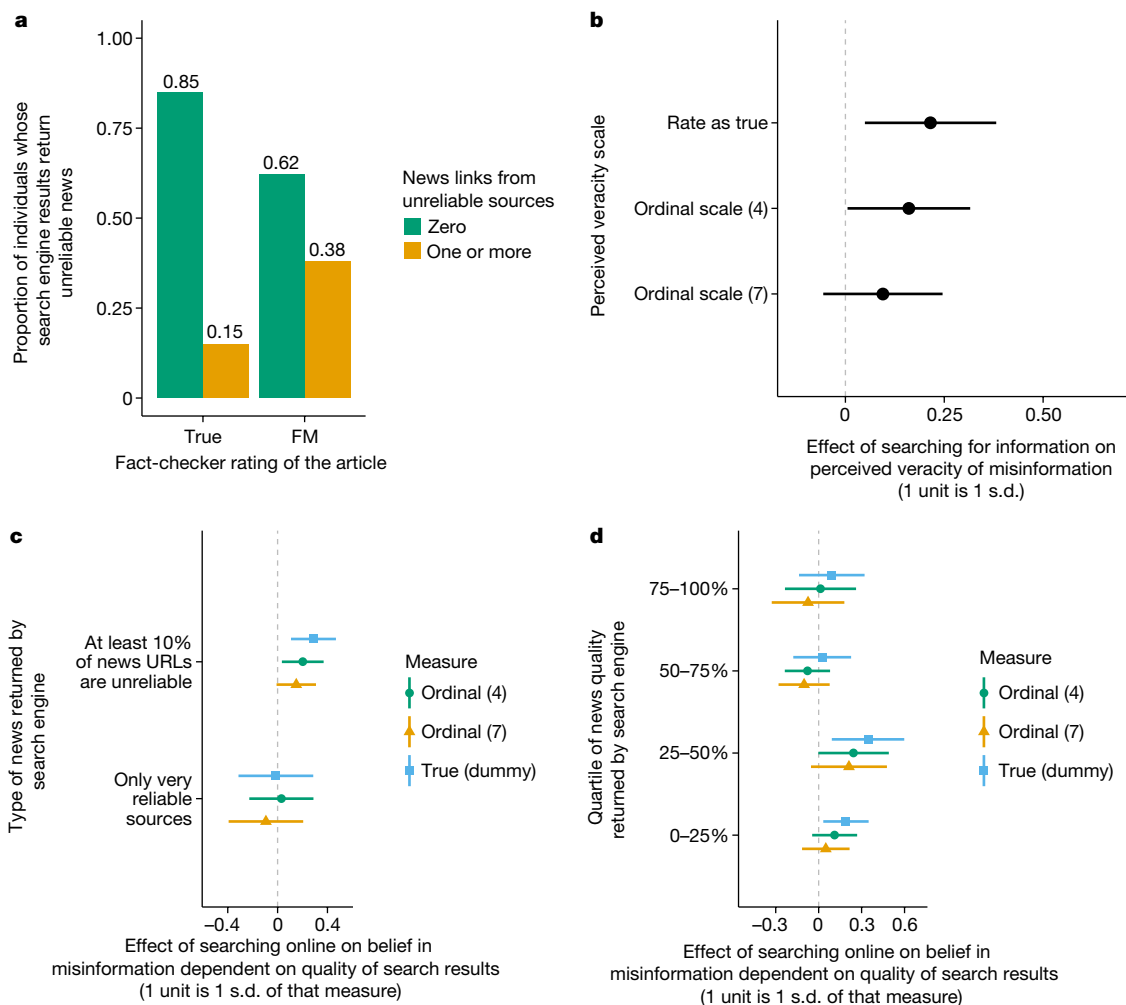 a
Proportion of individuals whose
search engine results return
unreliable news
1.00
0.75
0.50
0.25
0
0.85
0.15
0.62
0.38
True
FM
Fact-checker rating of the article
News links from
unreliable sources
Zero
One or more
b
Perceived veracity scale
Rate as true
Ordinal scale (4)
Ordinal scale (7)
0
0.25
0.50
Effect of searching for information on
perceived veracity of misinformation
(1 unit is 1 s.d.)
c
Type of news returned by
search engine
At least 10%
of news URLs
are unreliable
Only very
reliable
sources
−0.4
0
0.4
Effect of searching online on belief in
misinformation dependent on quality of search results
(1 unit is 1 s.d. of that measure)
Measure
Ordinal (4)
Ordinal (7)
True (dummy)
d
Quartile of news quality
returned by search engine
75–100%
50–75%
25–50%
0–25%
−0.3
0
0.3
0.6
Effect of searching online on belief in
misinformation dependent on quality of search results
(1 unit is 1 s.d. of that measure)
Measure
Ordinal (4)
Ordinal (7)
True (dummy)